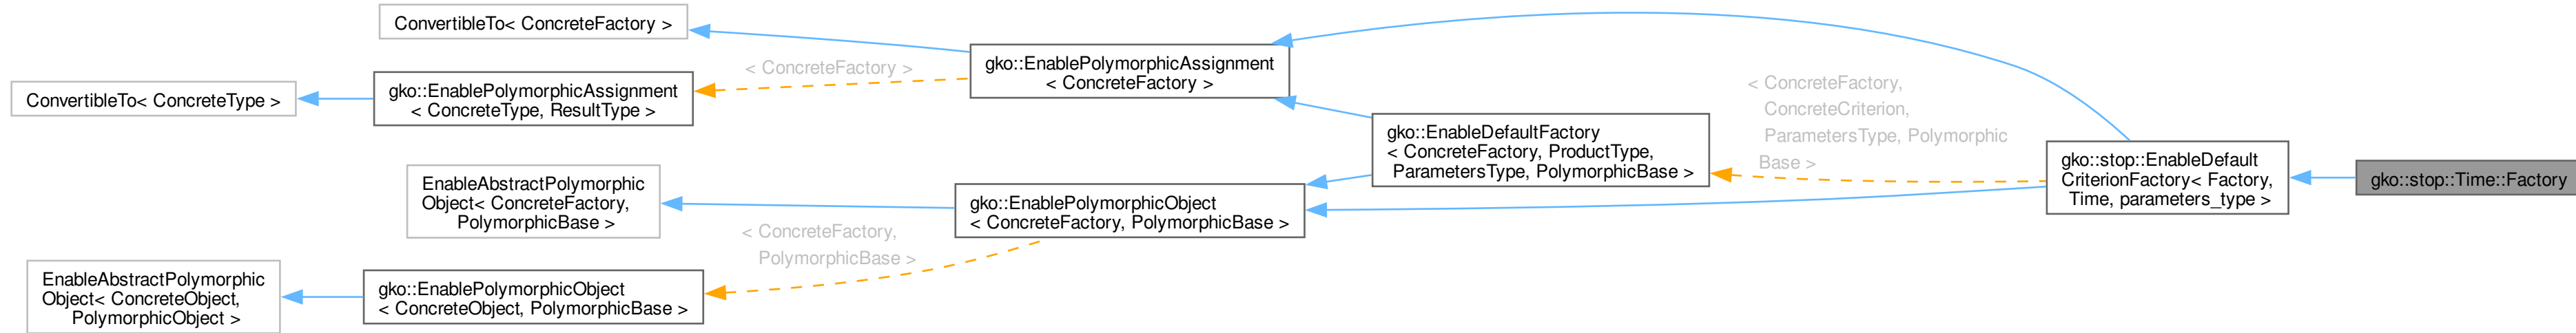 ConvertibleTo< ConcreteFactory >
ConvertibleTo< ConcreteType >
gko::EnablePolymorphicAssignment
< ConcreteType, ResultType >
< ConcreteFactory >
gko::EnablePolymorphicAssignment
< ConcreteFactory >
EnableAbstractPolymorphic
Object< ConcreteFactory,
PolymorphicBase >
EnableAbstractPolymorphic
Object< ConcreteObject,
PolymorphicObject >
gko::EnablePolymorphicObject
< ConcreteObject, PolymorphicBase >
< ConcreteFactory,
PolymorphicBase >
gko::EnablePolymorphicObject
< ConcreteFactory, PolymorphicBase >
gko::EnableDefaultFactory
< ConcreteFactory, ProductType,
ParametersType, PolymorphicBase >
< ConcreteFactory,
ConcreteCriterion,
ParametersType, Polymorphic
Base >
gko::stop::EnableDefault
CriterionFactory< Factory,
Time, parameters_type >
gko::stop::Time::Factory